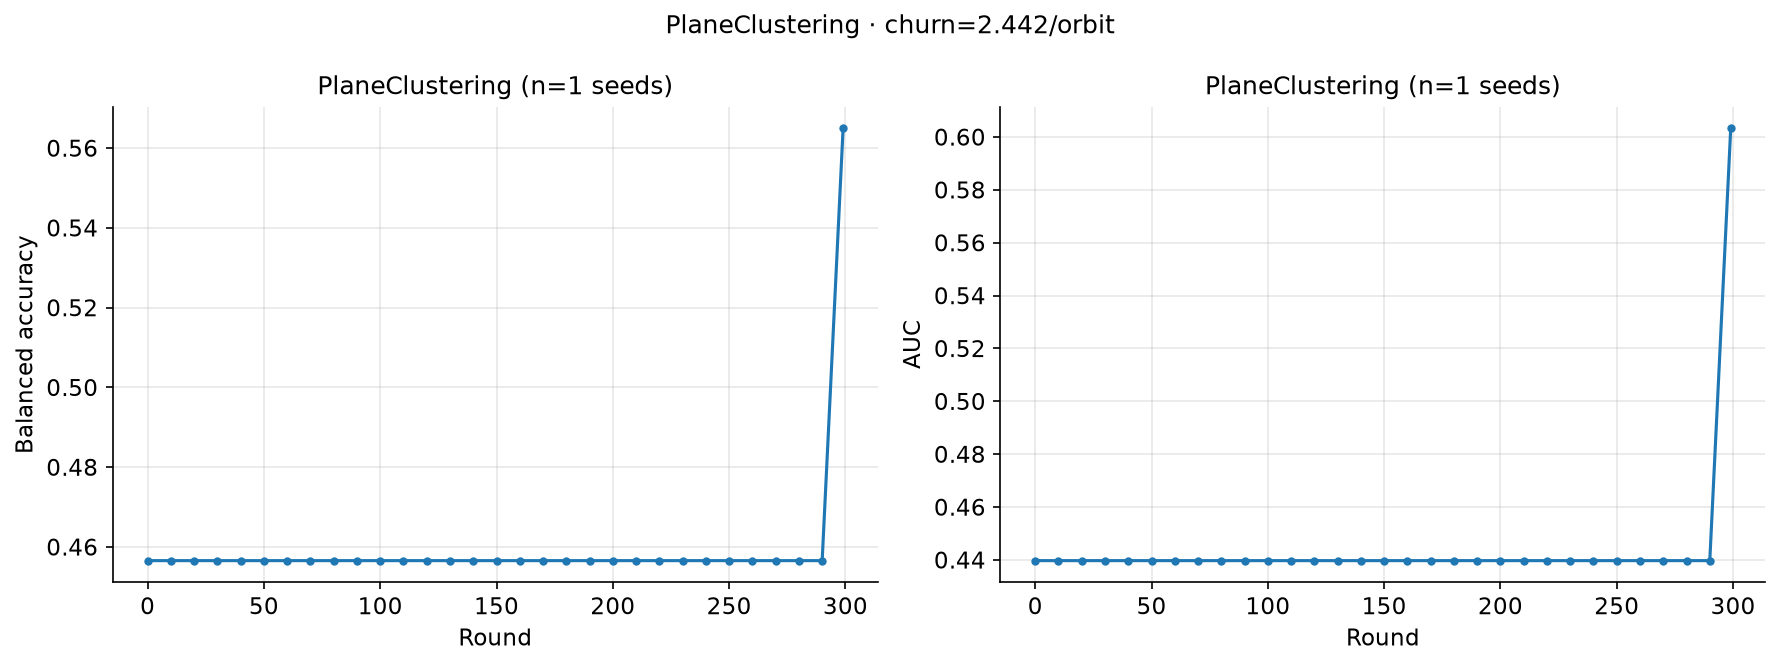 PlaneClustering · churn=2.442/orbit
PlaneClustering (n=1 seeds)
Balanced accuracy
0.56
0.54
0.52
0.50
0.48
0.46
0 50 100 150 200 250 300
Round
PlaneClustering (n=1 seeds)
AUC
0.60
0.58
0.56
0.54
0.52
0.50
0.48
0.46
0.44
0 50 100 150 200 250 300
Round